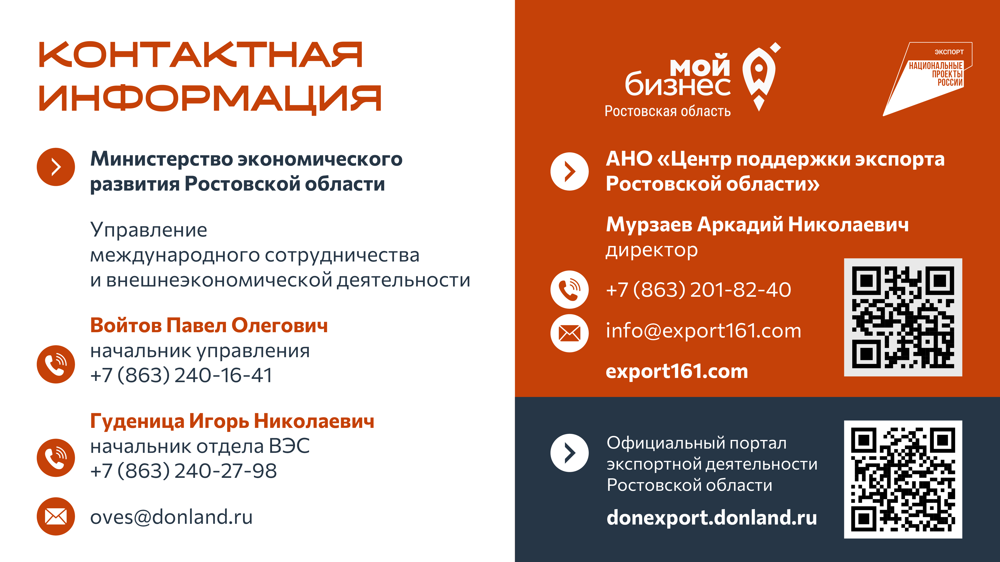 КОНТАКТНАЯ
ИНФОРМАЦИЯ
Министерство экономического
развития Ростовской области
Управление
международного сотрудничества
и внешнеэкономической деятельности
Войтов Павел Олегович
начальник управления
+7 (863) 240-16-41
Гуденица Игорь Николаевич
начальник отдела ВЭС
+7 (863) 240-27-98
oves@donland.ru
мой
бизнес
Ростовская область
ЭКСПОРТ
НАЦИОНАЛЬНЫЕ
ПРОЕКТЫ
РОССИИ
АНО «Центр поддержки экспорта
Ростовской области»
Мурзаев Аркадий Николаевич
директор
+7 (863) 201-82-40
info@export161.com
export161.com
Официальный портал
экспортной деятельности
Ростовской области
donexport.donland.ru